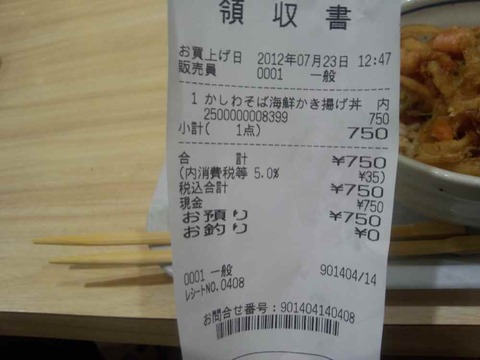 領収書
お買上げ日 2012年07月23日 12:47
販売員 0001 一般
1 かしわそば海鮮かき揚げ丼 内
2500000008399 750
小計( 1点) 750
合 計 ¥750
(内消費税等 5.0% ¥35)
税込合計 ¥750
現金 ¥750
お預り ¥750
お釣り ¥0
0001 一般 901404/14
レシートNO.0408
お問合せ番号:901404140408